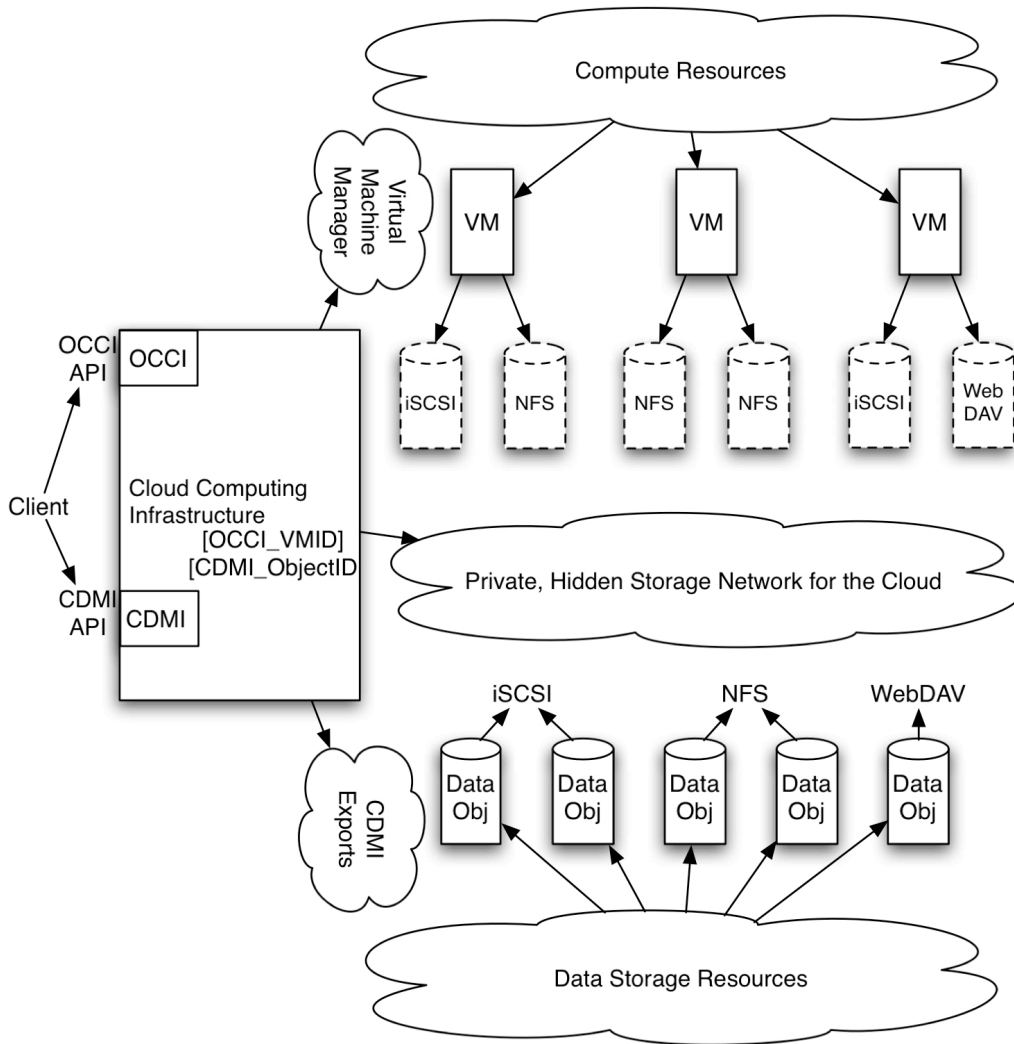 Compute Resources
Virtual
Machine
Manager
VM
VM
VM
OCCI
API
OCCI
iSCSI
NFS
NFS
NFS
iSCSI
Web
DAV
Client
Cloud Computing
Infrastructure
[OCCI_VMID]
[CDMI_ObjectID
Private, Hidden Storage Network for the Cloud
CDMI
API
CDMI
iSCSI
NFS
WebDAV
CDMI
Exports
Data
Obj
Data
Obj
Data
Obj
Data
Obj
Data
Obj
Data Storage Resources